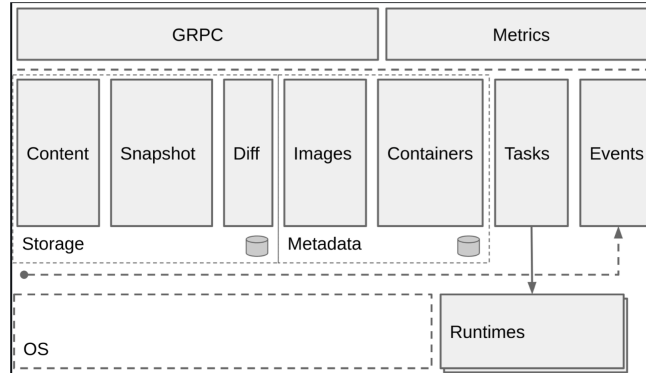 GRPC
Metrics
Content
Snapshot
Diff
Images
Containers
Tasks
Events
Storage
Metadata
OS
Runtimes